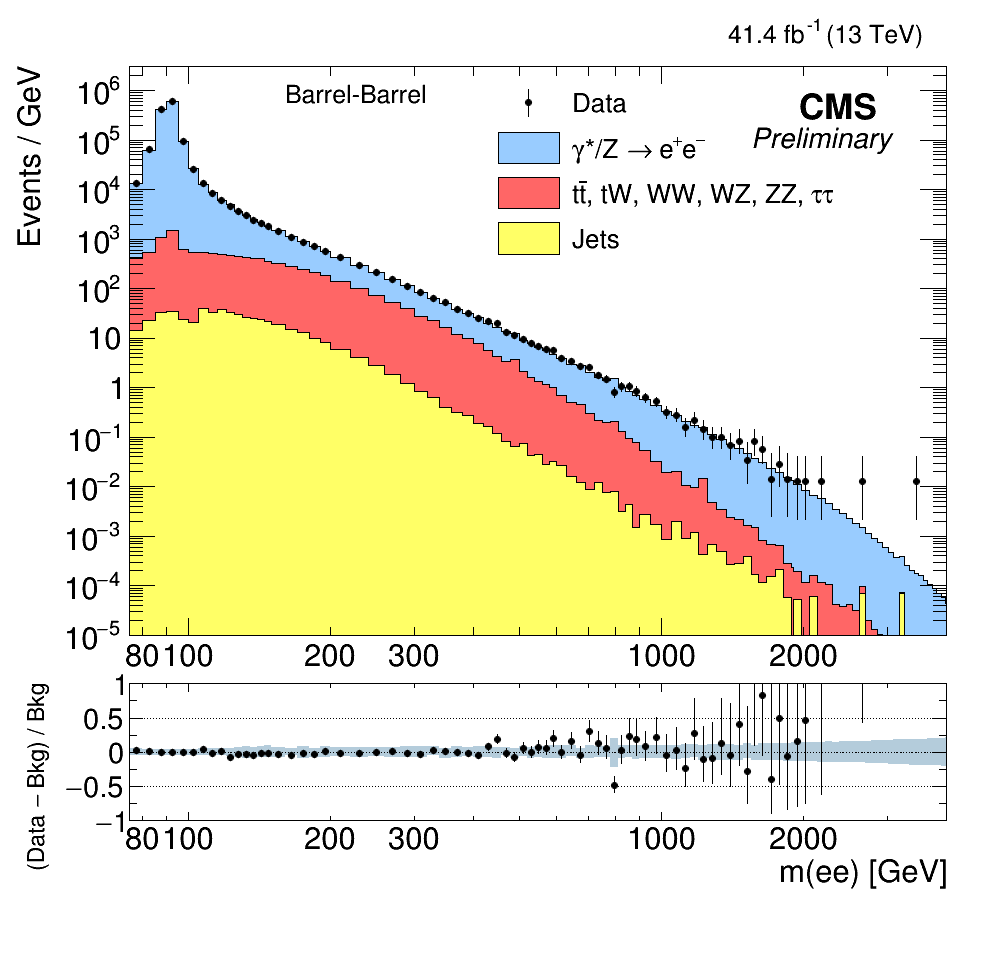 41.4 fb⁻¹ (13 TeV)
Events / GeV
Barrel-Barrel
Data
CMS
Preliminary
γ*/Z → e⁺e⁻
tt̄, tW, WW, WZ, ZZ, ττ
Jets
10⁶
10⁵
10⁴
10³
10²
10
1
10⁻¹
10⁻²
10⁻³
10⁻⁴
10⁻⁵
80 100 200 300 1000 2000
(Data − Bkg) / Bkg
1
0.5
0
−0.5
−1
80 100 200 300 1000 2000
m(ee) [GeV]